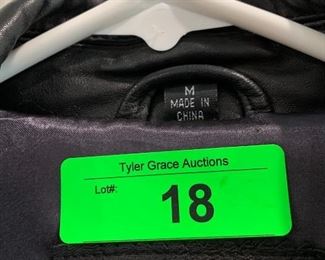 M
MADE IN
CHINA
Tyler Grace Auctions
Lot#:
18